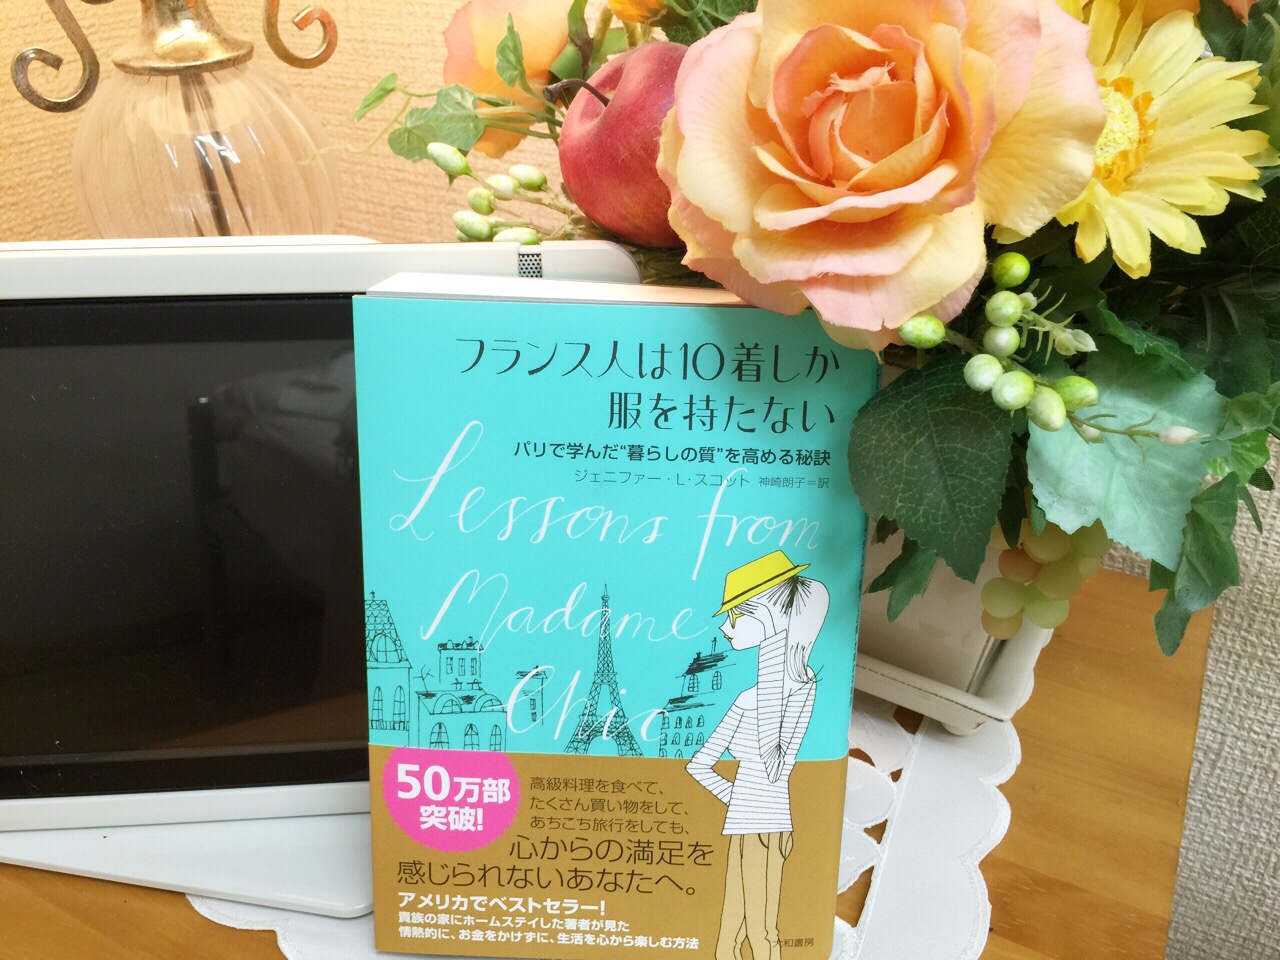 フランス人は10着しか
服を持たない
パリで学んだ“暮らしの質”を高める秘訣
ジェニファー・L・スコット 神崎朗子=訳
Lessons from
Madame
Chic
50万部
突破!
高級料理を食べて、
たくさん買い物をして、
あちこち旅行をしても、
心からの満足を
感じられないあなたへ。
アメリカでベストセラー!
貴族の家にホームステイした著者が見た
情熱的に、お金をかけずに、生活を心から楽しむ方法
大和書房